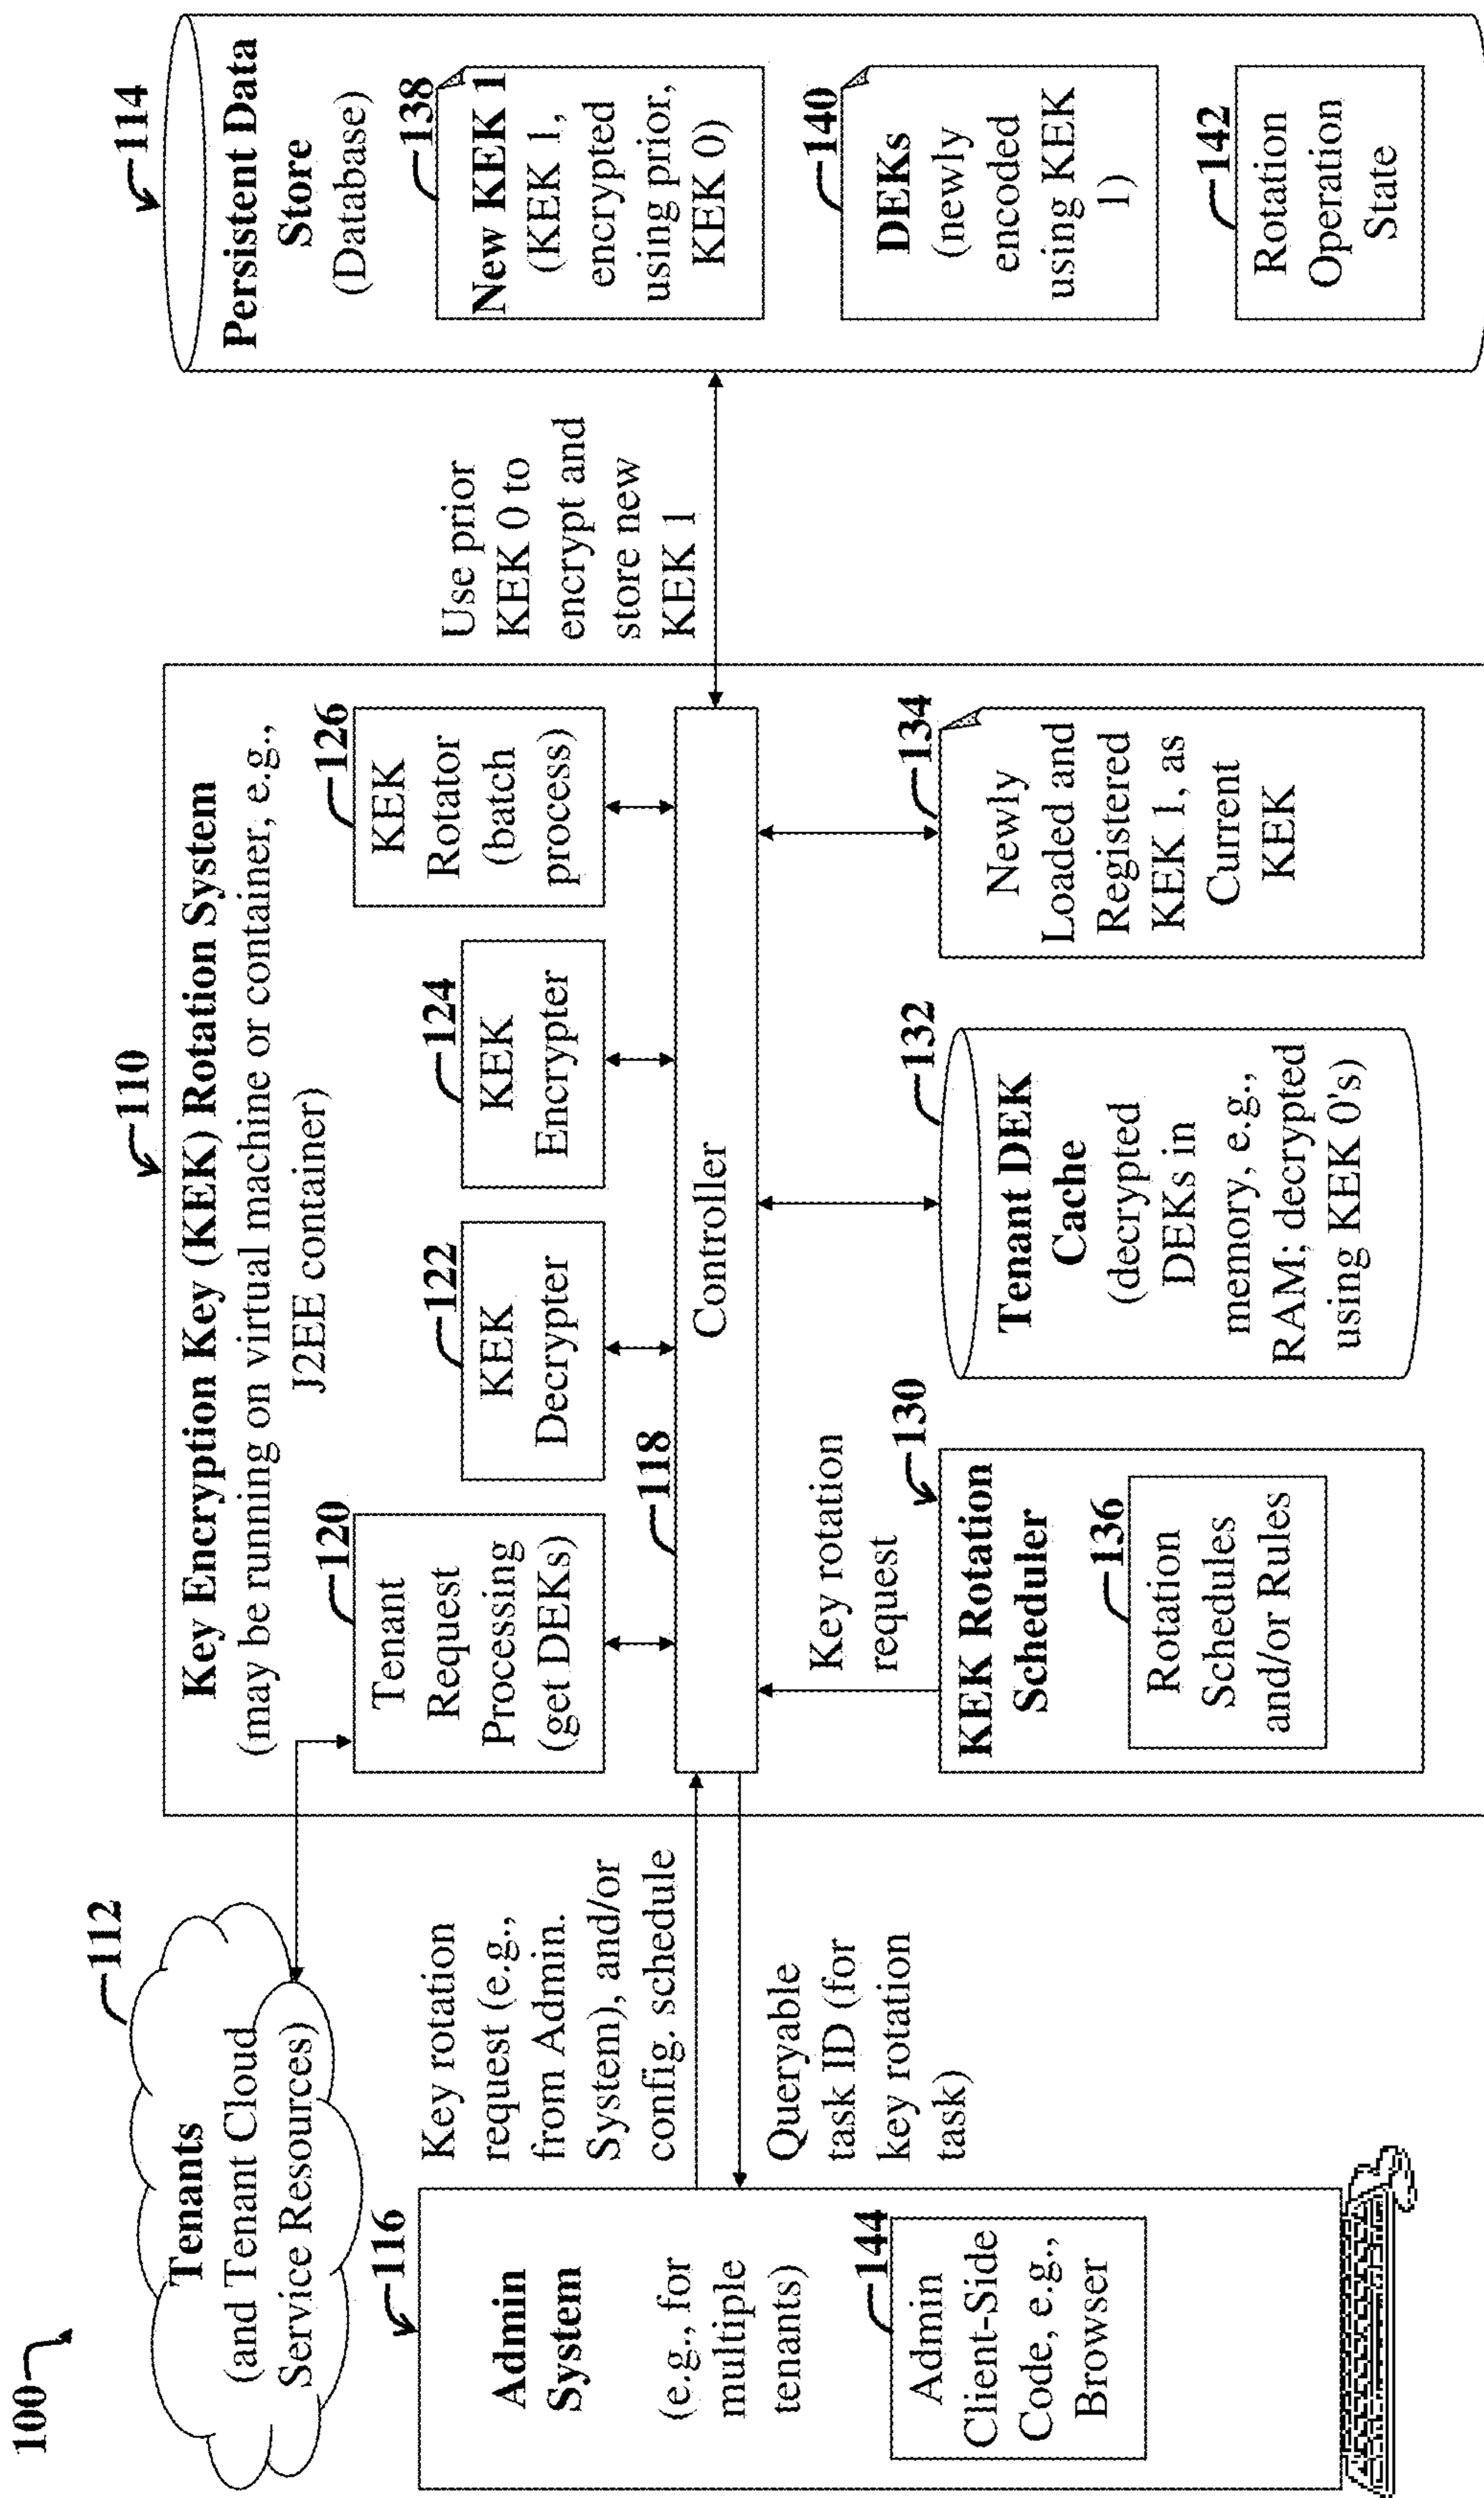 100
112
Tenants
(and Tenant Cloud
Service Resources)
116
Admin
System
(e.g., for
multiple
tenants)
144
Admin
Client-Side
Code, e.g.,
Browser
Key rotation
request (e.g.,
from Admin.
System), and/or
config. schedule
Queryable
task ID (for
key rotation
task)
110
Key Encryption Key (KEK) Rotation System
(may be running on virtual machine or container, e.g.,
J2EE container)
120
Tenant
Request
Processing
(get DEKs)
122
KEK
Decrypter
124
KEK
Encrypter
126
KEK
Rotator
(batch
process)
118
Controller
Key rotation
request
130
KEK Rotation
Scheduler
136
Rotation
Schedules
and/or Rules
132
Tenant DEK
Cache
(decrypted
DEKs in
memory, e.g.,
RAM; decrypted
using KEK 0's)
134
Newly
Loaded and
Registered
KEK 1, as
Current
KEK
Use prior
KEK 0 to
encrypt and
store new
KEK 1
114
Persistent Data
Store
(Database)
138
New KEK 1
(KEK 1,
encrypted
using prior,
KEK 0)
140
DEKs
(newly
encoded
using KEK
1)
142
Rotation
Operation
State